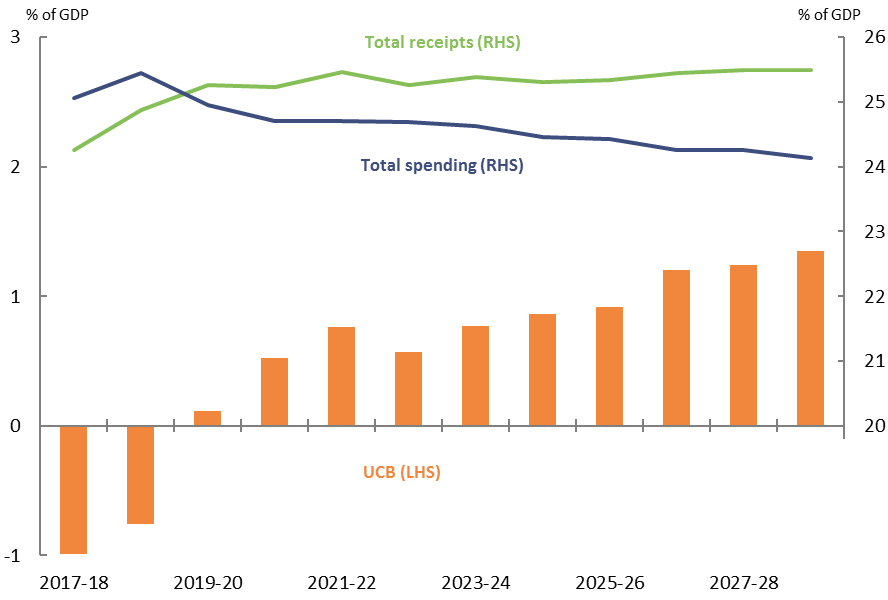 % of GDP % of GDP
3 26
Total receipts (RHS)
25
2 24
Total spending (RHS)
23
1 22
21
0 20
UCB (LHS)
-1
2017-18 2019-20 2021-22 2023-24 2025-26 2027-28